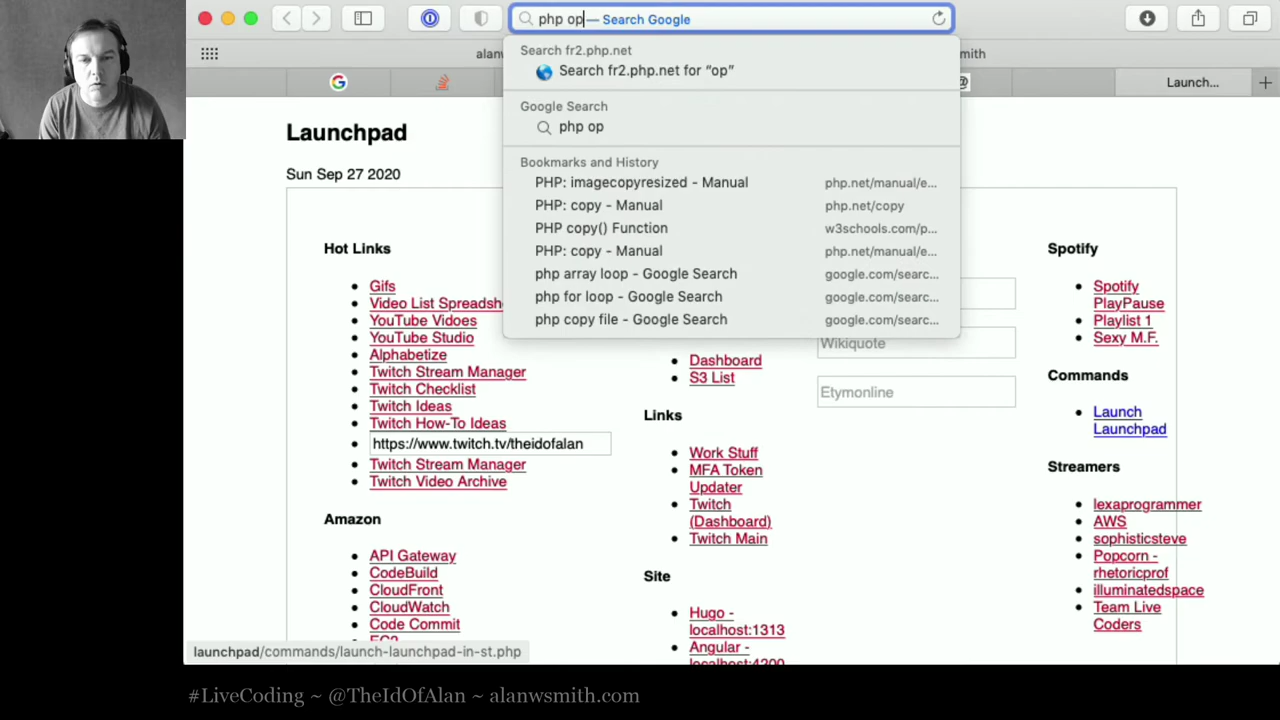 php op — Search Google
alanw
smith
@
Launch...
Search fr2.php.net
Search fr2.php.net for “op”
Google Search
php op
Bookmarks and History
PHP: imagecopyresized - Manual php.net/manual/e...
PHP: copy - Manual php.net/copy
PHP copy() Function w3schools.com/p...
PHP: copy - Manual php.net/manual/e...
php array loop - Google Search google.com/searc...
php for loop - Google Search google.com/searc...
php copy file - Google Search google.com/searc...
Launchpad
Sun Sep 27 2020
Hot Links
Gifs
Video List Spreadsh
YouTube Vidoes
YouTube Studio
Alphabetize
Twitch Stream Manager
Twitch Checklist
Twitch Ideas
Twitch How-To Ideas
https://www.twitch.tv/theidofalan
Twitch Stream Manager
Twitch Video Archive
Amazon
API Gateway
CodeBuild
CloudFront
CloudWatch
Code Commit
EC2
Dashboard
S3 List
Links
Work Stuff
MFA Token
Updater
Twitch
(Dashboard)
Twitch Main
Site
Hugo -
localhost:1313
Angular -
localhost:4200
Wikiquote
Etymonline
Spotify
Spotify
PlayPause
Playlist 1
Sexy M.F.
Commands
Launch
Launchpad
Streamers
lexaprogrammer
AWS
sophisticsteve
Popcorn -
rhetoricprof
illuminatedspace
Team Live
Coders
launchpad/commands/launch-launchpad-in-st.php
#LiveCoding ~ @TheIdOfAlan ~ alanwsmith.com